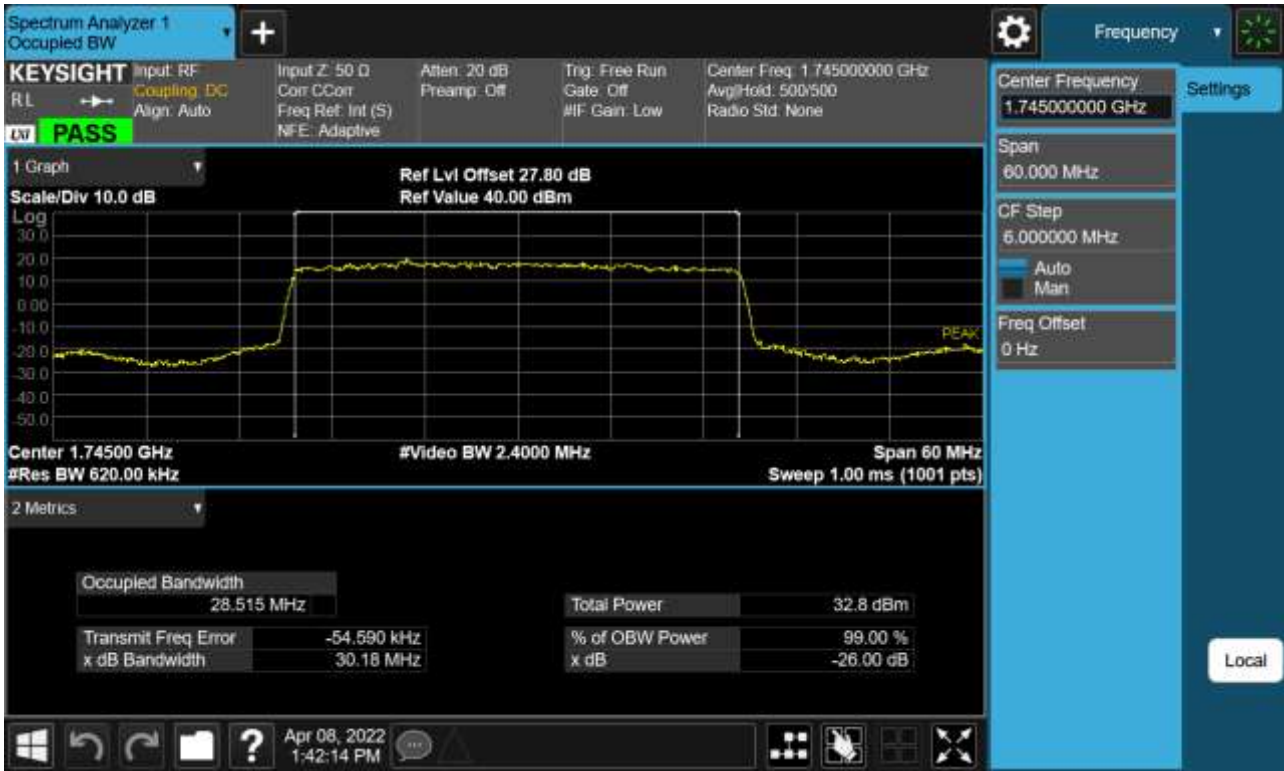 Spectrum Analyzer 1
Occupied BW
+
Frequency
KEYSIGHT
RL
LXI
PASS
Input: RF
Coupling: DC
Align: Auto
Input Z: 50 Ω
Corr CCorr
Freq Ref: Int (S)
NFE: Adaptive
Atten: 20 dB
Preamp: Off
Trig: Free Run
Gate: Off
#IF Gain: Low
Center Freq: 1.745000000 GHz
Avg|Hold: 500/500
Radio Std: None
1 Graph
Scale/Div 10.0 dB
Ref Lvl Offset 27.80 dB
Ref Value 40.00 dBm
Log
30.0
20.0
10.0
0.00
-10.0
-20.0
-30.0
-40.0
-50.0
PEAK
Center 1.74500 GHz
#Res BW 620.00 kHz
#Video BW 2.4000 MHz
Span 60 MHz
Sweep 1.00 ms (1001 pts)
2 Metrics
Occupied Bandwidth
28.515 MHz
Transmit Freq Error -54.590 kHz
x dB Bandwidth 30.18 MHz
Total Power 32.8 dBm
% of OBW Power 99.00 %
x dB -26.00 dB
Center Frequency
1.745000000 GHz
Span
60.000 MHz
CF Step
6.000000 MHz
Auto
Man
Freq Offset
0 Hz
Settings
Local
?
Apr 08, 2022
1:42:14 PM